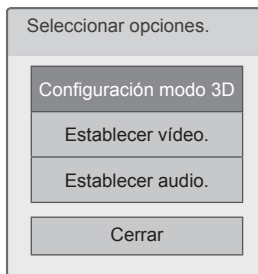 Seleccionar opciones.
Configuración modo 3D
Establecer vídeo.
Establecer audio.
Cerrar